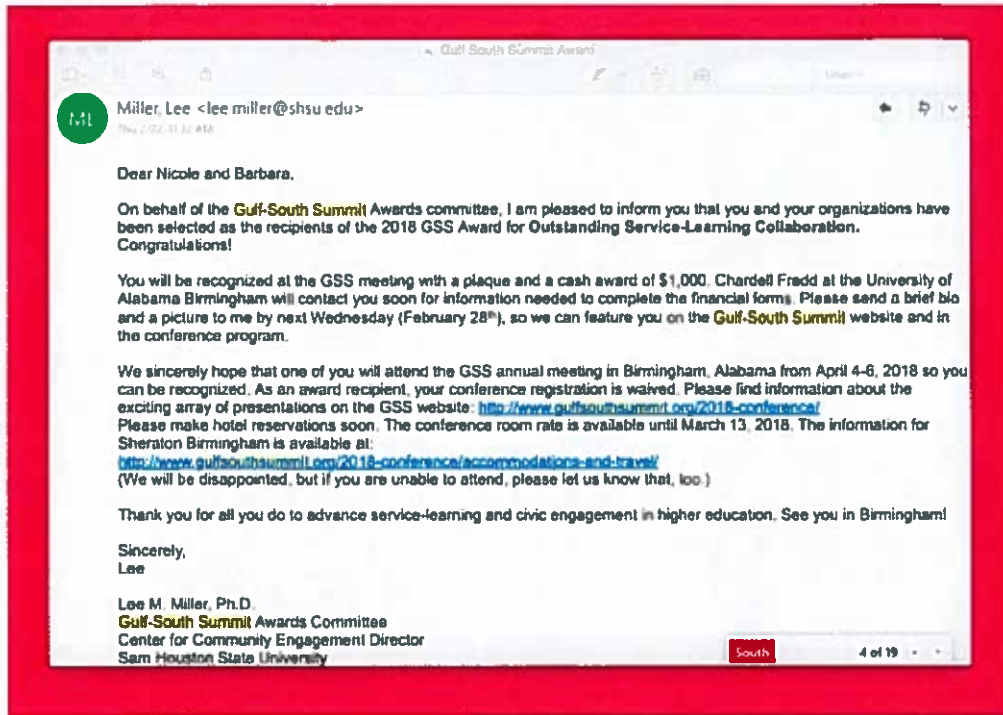 Gulf South Summit Award
ML
Miller, Lee <lee.miller@shsu.edu>
Thu 2/22, 11:32 AM
Dear Nicole and Barbara,
On behalf of the Gulf-South Summit Awards committee, I am pleased to inform you that you and your organizations have
been selected as the recipients of the 2018 GSS Award for Outstanding Service-Learning Collaboration.
Congratulations!
You will be recognized at the GSS meeting with a plaque and a cash award of $1,000. Chardell Fredd at the University of
Alabama Birmingham will contact you soon for information needed to complete the financial forms. Please send a brief bio
and a picture to me by next Wednesday (February 28th), so we can feature you on the Gulf-South Summit website and in
the conference program.
We sincerely hope that one of you will attend the GSS annual meeting in Birmingham, Alabama from April 4-6, 2018 so you
can be recognized. As an award recipient, your conference registration is waived. Please find information about the
exciting array of presentations on the GSS website: http://www.gulfsouthsummit.org/2018-conference/
Please make hotel reservations soon. The conference room rate is available until March 13, 2018. The information for
Sheraton Birmingham is available at:
http://www.gulfsouthsummit.org/2018-conference/accommodations-and-travel/
(We will be disappointed, but if you are unable to attend, please let us know that, too.)
Thank you for all you do to advance service-learning and civic engagement in higher education. See you in Birmingham!
Sincerely,
Lee
Lee M. Miller, Ph.D.
Gulf-South Summit Awards Committee
Center for Community Engagement Director
Sam Houston State University
South 4 of 19